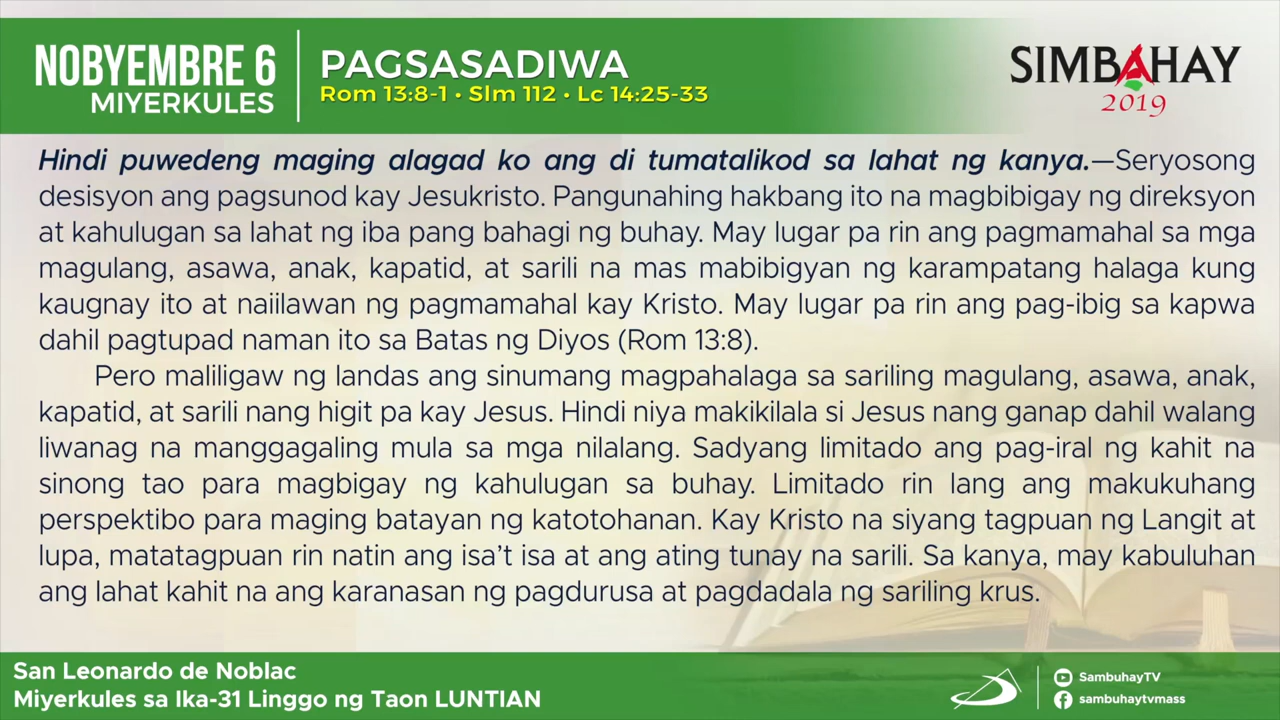 NOBYEMBRE 6
MIYERKULES
PAGSASADIWA
Rom 13:8-1 • Slm 112 • Lc 14:25-33
SIMBAHAY
2019
Hindi puwedeng maging alagad ko ang di tumatalikod sa lahat ng kanya.—Seryosong
desisyon ang pagsunod kay Jesukristo. Pangunahing hakbang ito na magbibigay ng direksyon
at kahulugan sa lahat ng iba pang bahagi ng buhay. May lugar pa rin ang pagmamahal sa mga
magulang, asawa, anak, kapatid, at sarili na mas mabibigyan ng karampatang halaga kung
kaugnay ito at naiilawan ng pagmamahal kay Kristo. May lugar pa rin ang pag-ibig sa kapwa
dahil pagtupad naman ito sa Batas ng Diyos (Rom 13:8).
Pero maliligaw ng landas ang sinumang magpahalaga sa sariling magulang, asawa, anak,
kapatid, at sarili nang higit pa kay Jesus. Hindi niya makikilala si Jesus nang ganap dahil walang
liwanag na manggagaling mula sa mga nilalang. Sadyang limitado ang pag-iral ng kahit na
sinong tao para magbigay ng kahulugan sa buhay. Limitado rin lang ang makukuhang
perspektibo para maging batayan ng katotohanan. Kay Kristo na siyang tagpuan ng Langit at
lupa, matatagpuan rin natin ang isa't isa at ang ating tunay na sarili. Sa kanya, may kabuluhan
ang lahat kahit na ang karanasan ng pagdurusa at pagdadala ng sariling krus.
San Leonardo de Noblac
Miyerkules sa Ika-31 Linggo ng Taon LUNTIAN
SambuhayTV
sambuhaytvmass